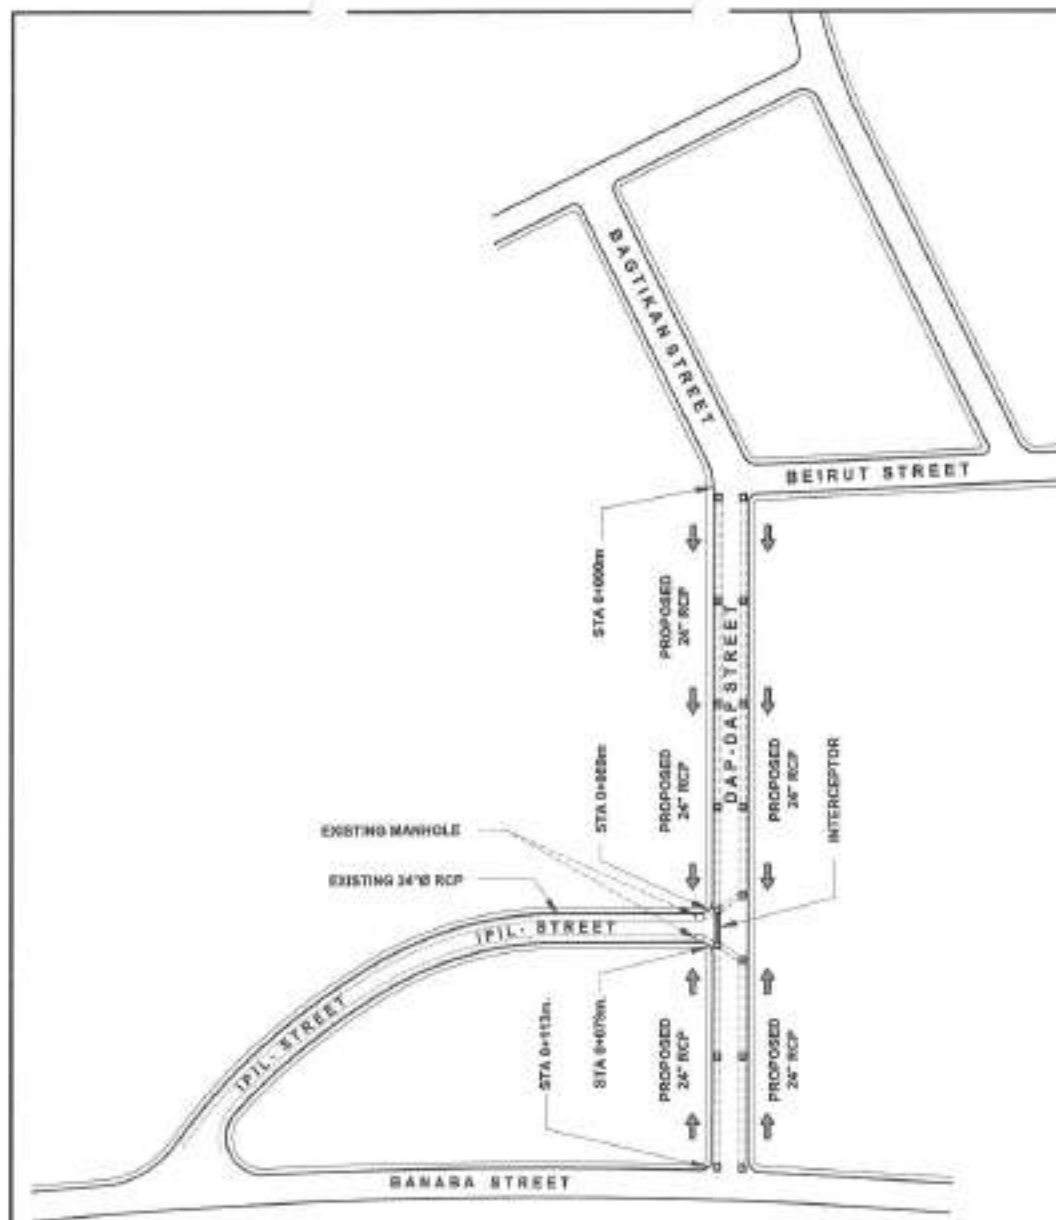 BAGTIKAN STREET
BEIRUT STREET
STA 0+000m
PROPOSED
24" RCP
DAP-DAP STREET
STA 0+069m
PROPOSED
24" RCP
PROPOSED
24" RCP
INTERCEPTOR
EXISTING MANHOLE
EXISTING 24"Ø RCP
IPIL- STREET
IPIL- STREET
STA 0+113m.
STA 0+079m.
PROPOSED
24" RCP
PROPOSED
24" RCP
BANABA STREET